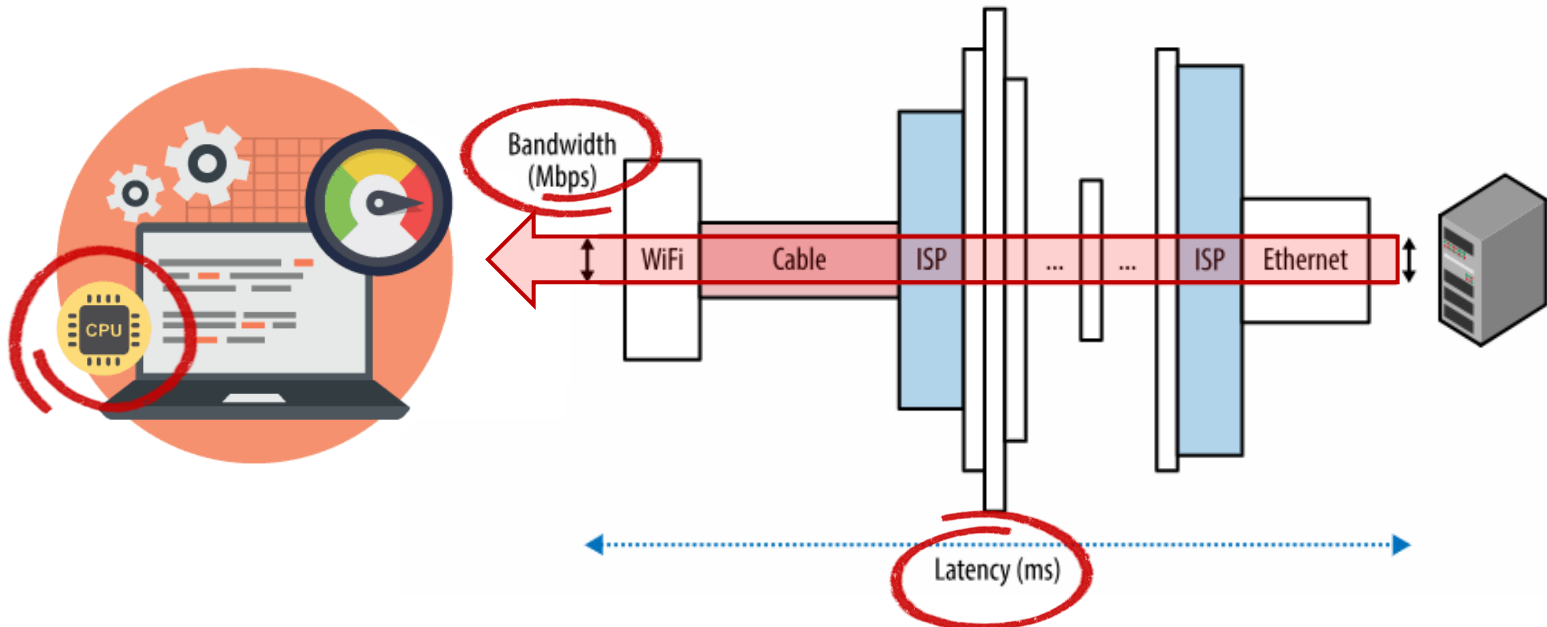 Bandwidth
(Mbps)
WiFi Cable ISP ... ... ISP Ethernet
CPU
Latency (ms)